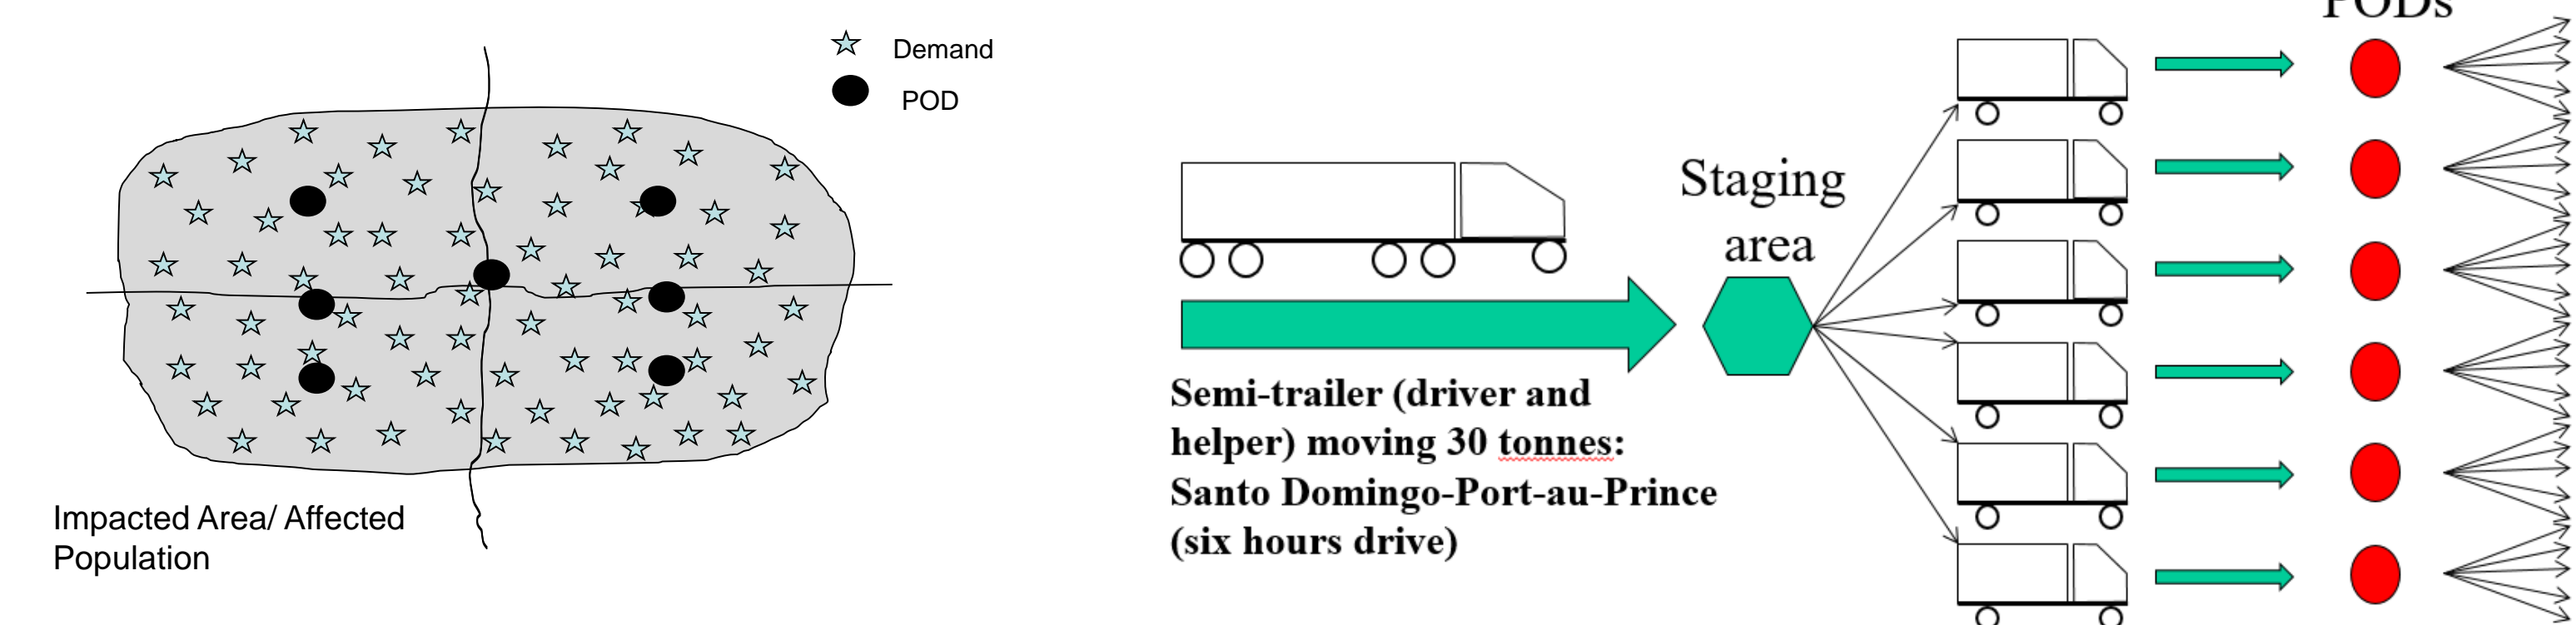 Demand
POD
Impacted Area/ Affected
Population
Staging
area
Semi-trailer (driver and
helper) moving 30 tonnes:
Santo Domingo-Port-au-Prince
(six hours drive)
PODs